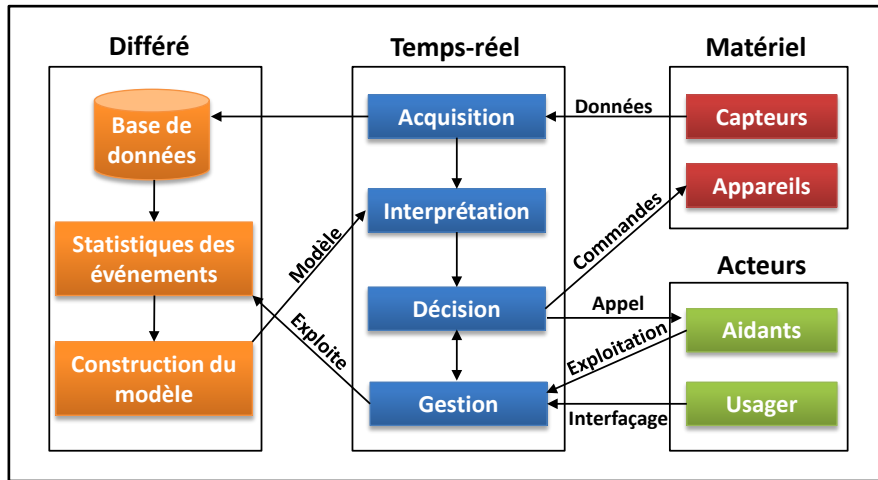 Différé
Temps-réel
Matériel
Base de
données
Acquisition
Données
Capteurs
Appareils
Interprétation
Commandes
Modèle
Statistiques des
événements
Acteurs
Décision
Appel
Aidants
Exploite
Exploitation
Construction du
modèle
Gestion
Interfaçage
Usager